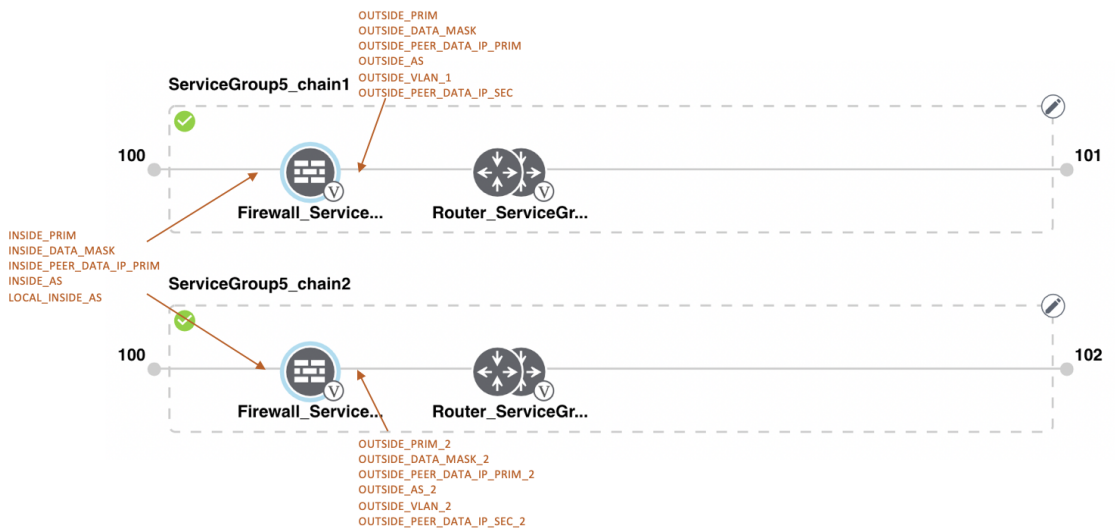 OUTSIDE_PRIM
OUTSIDE_DATA_MASK
OUTSIDE_PEER_DATA_IP_PRIM
OUTSIDE_AS
OUTSIDE_VLAN_1
OUTSIDE_PEER_DATA_IP_SEC
ServiceGroup5_chain1
100
101
V
V
Firewall_Service...
Router_ServiceGr...
INSIDE_PRIM
INSIDE_DATA_MASK
INSIDE_PEER_DATA_IP_PRIM
INSIDE_AS
LOCAL_INSIDE_AS
ServiceGroup5_chain2
100
102
V
V
Firewall_Service...
Router_ServiceGr...
OUTSIDE_PRIM_2
OUTSIDE_DATA_MASK_2
OUTSIDE_PEER_DATA_IP_PRIM_2
OUTSIDE_AS_2
OUTSIDE_VLAN_2
OUTSIDE_PEER_DATA_IP_SEC_2